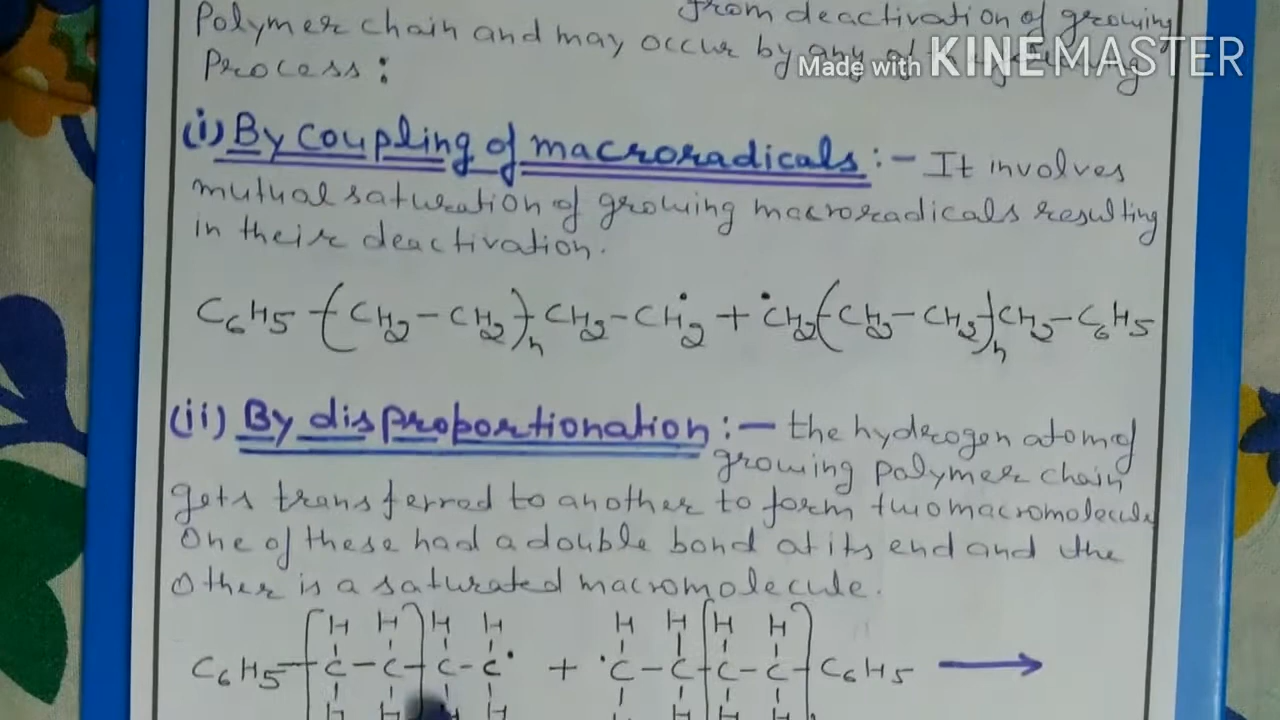 from deactivation of growing
Polymer chain and may occur by any of
Made with KINEMASTER
Process:
(i) By coupling of macroradicals :- It involves
mutual saturation of growing macroradicals resulting
in their deactivation.
C6H5-(CH2-CH2)n CH2-CH2• + •CH2(CH2-CH2)n CH2-C6H5
(ii) By disproportionation :- the hydrogen atom of
growing polymer chain
gets transferred to another to form two macromolecule
One of these had a double bond at its end and the
other is a saturated macromolecule.
H H H H H H H H
C6H5-[C-C]-C-C• + •C-C-[C-C]-C6H5 →
H H H H H H H